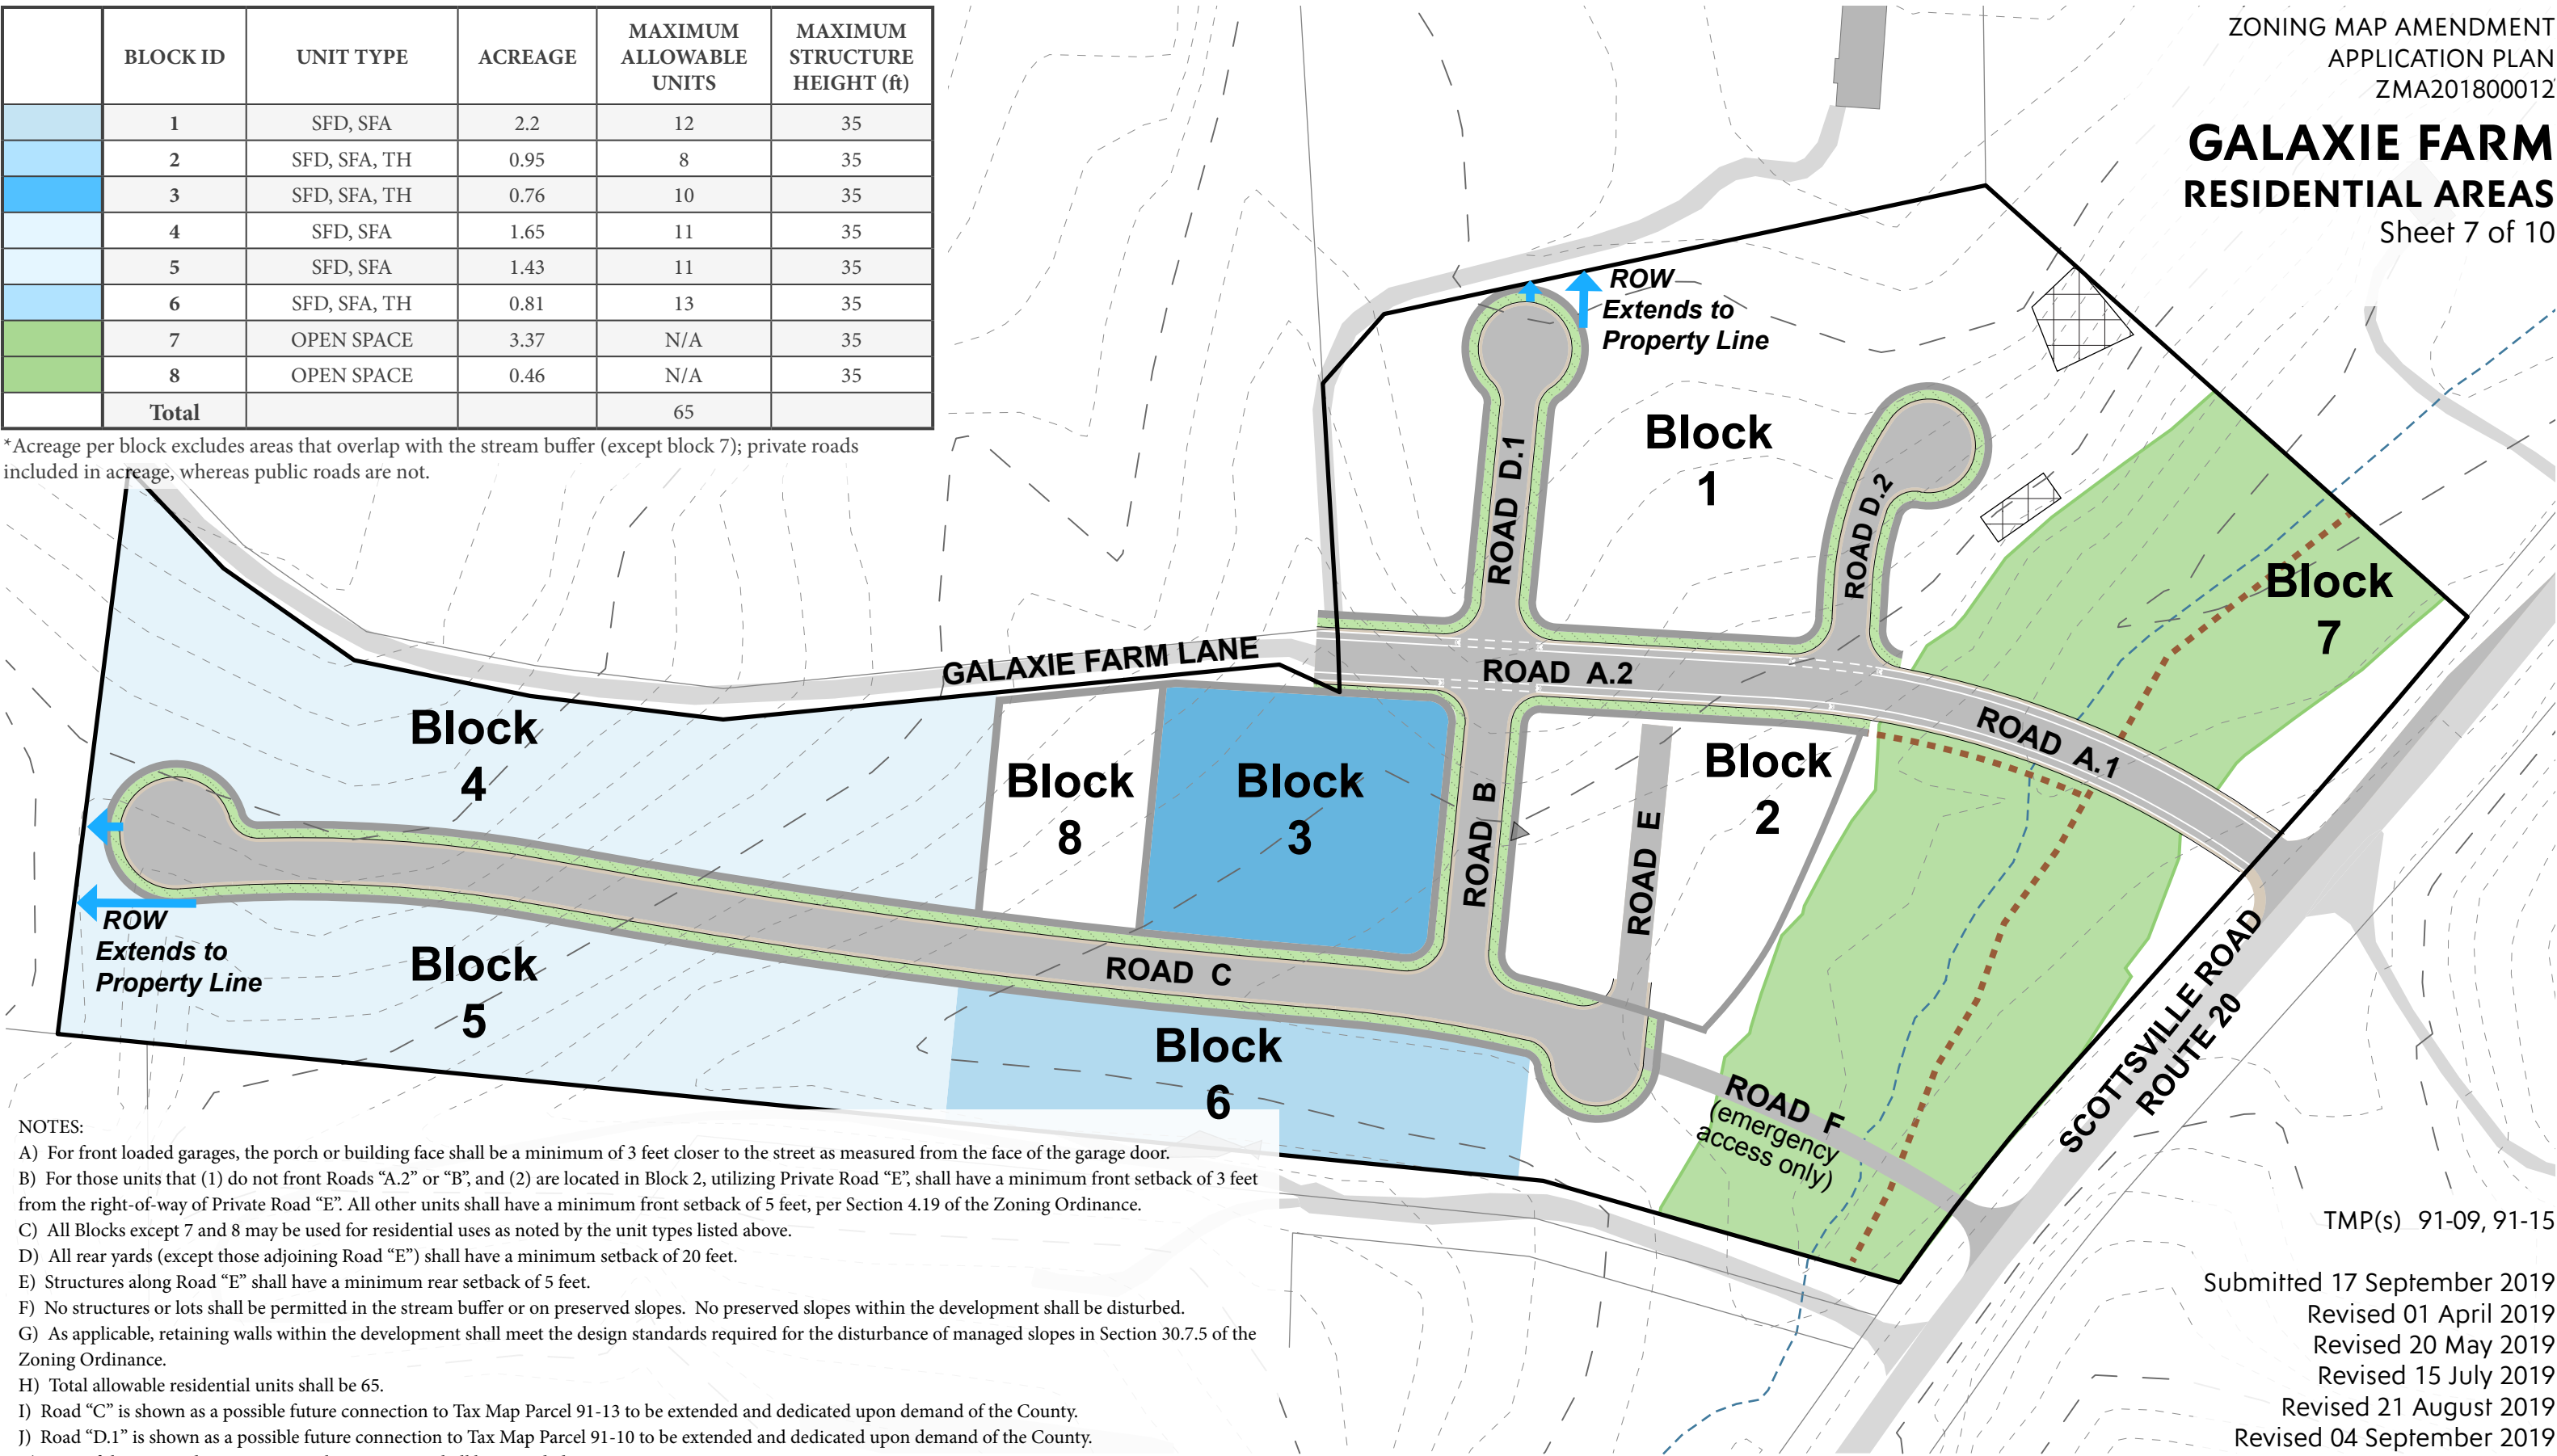 BLOCK ID UNIT TYPE ACREAGE MAXIMUM ALLOWABLE UNITS MAXIMUM STRUCTURE HEIGHT (ft)
1 SFD, SFA 2.2 12 35
2 SFD, SFA, TH 0.95 8 35
3 SFD, SFA, TH 0.76 10 35
4 SFD, SFA 1.65 11 35
5 SFD, SFA 1.43 11 35
6 SFD, SFA, TH 0.81 13 35
7 OPEN SPACE 3.37 N/A 35
8 OPEN SPACE 0.46 N/A 35
Total 65
*Acreage per block excludes areas that overlap with the stream buffer (except block 7); private roads
included in acreage, whereas public roads are not.
ZONING MAP AMENDMENT
APPLICATION PLAN
ZMA201800012
GALAXIE FARM
RESIDENTIAL AREAS
Sheet 7 of 10
ROW
Extends to
Property Line
Block
1
ROAD D.1
ROAD D.2
Block
7
GALAXIE FARM LANE
ROAD A.2
ROAD A.1
Block
4
Block
8
Block
3
ROAD B
ROAD E
Block
2
ROW
Extends to
Property Line
Block
5
ROAD C
Block
6
ROAD F
(emergency
access only)
SCOTTSVILLE ROAD
ROUTE 20
NOTES:
A) For front loaded garages, the porch or building face shall be a minimum of 3 feet closer to the street as measured from the face of the garage door.
B) For those units that (1) do not front Roads “A.2” or “B”, and (2) are located in Block 2, utilizing Private Road “E”, shall have a minimum front setback of 3 feet
from the right-of-way of Private Road “E”. All other units shall have a minimum front setback of 5 feet, per Section 4.19 of the Zoning Ordinance.
C) All Blocks except 7 and 8 may be used for residential uses as noted by the unit types listed above.
D) All rear yards (except those adjoining Road “E”) shall have a minimum setback of 20 feet.
E) Structures along Road “E” shall have a minimum rear setback of 5 feet.
F) No structures or lots shall be permitted in the stream buffer or on preserved slopes. No preserved slopes within the development shall be disturbed.
G) As applicable, retaining walls within the development shall meet the design standards required for the disturbance of managed slopes in Section 30.7.5 of the
Zoning Ordinance.
H) Total allowable residential units shall be 65.
I) Road “C” is shown as a possible future connection to Tax Map Parcel 91-13 to be extended and dedicated upon demand of the County.
J) Road “D.1” is shown as a possible future connection to Tax Map Parcel 91-10 to be extended and dedicated upon demand of the County.
TMP(s) 91-09, 91-15
Submitted 17 September 2019
Revised 01 April 2019
Revised 20 May 2019
Revised 15 July 2019
Revised 21 August 2019
Revised 04 September 2019